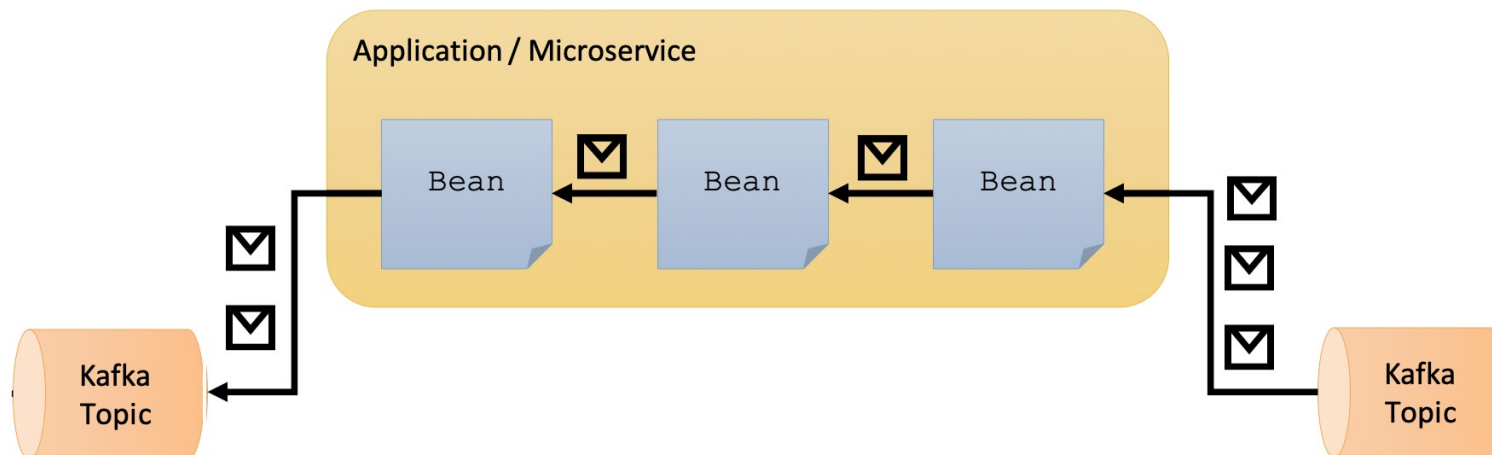 Application / Microservice
Bean
Bean
Bean
Kafka
Topic
Kafka
Topic